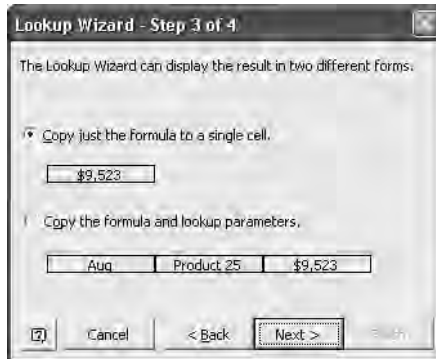 Lookup Wizard - Step 3 of 4
The Lookup Wizard can display the result in two different forms.
Copy just the formula to a single cell.
$9,523
Copy the formula and lookup parameters.
Aug Product 25 $9,523
Cancel < Back Next > Finish